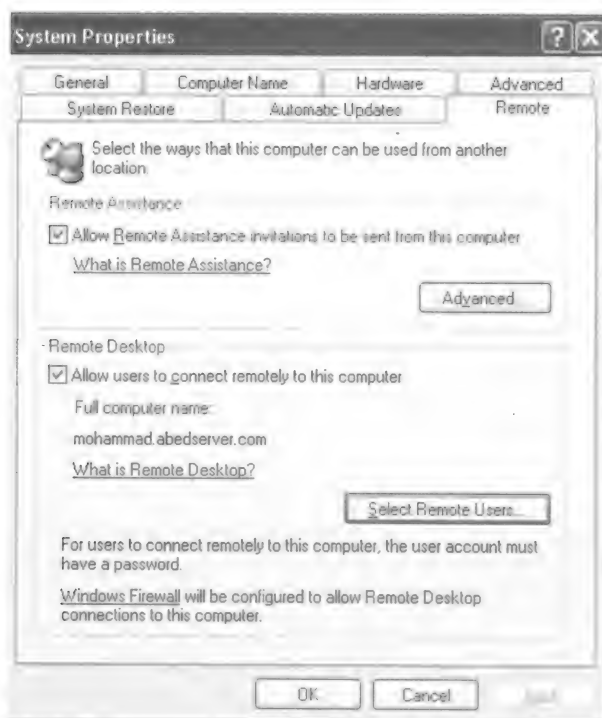 System Properties
General Computer Name Hardware Advanced
System Restore Automatic Updates Remote
Select the ways that this computer can be used from another
location.
Remote Assistance
Allow Remote Assistance invitations to be sent from this computer
What is Remote Assistance?
Advanced
Remote Desktop
Allow users to connect remotely to this computer
Full computer name:
mohammad.abedserver.com
What is Remote Desktop?
Select Remote Users...
For users to connect remotely to this computer, the user account must
have a password.
Windows Firewall will be configured to allow Remote Desktop
connections to this computer.
OK Cancel